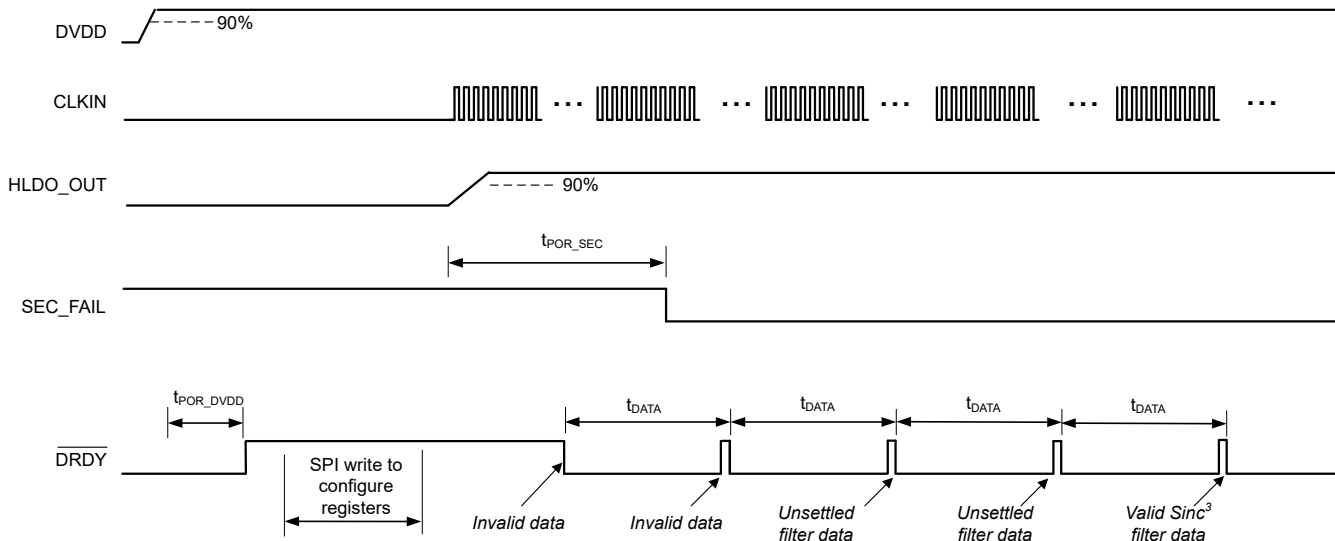 DVDD
90%
CLKIN
... ... ... ... ...
HLDO_OUT
90%
tPOR_SEC
SEC_FAIL
tPOR_DVDD
tDATA tDATA tDATA tDATA
DRDY
SPI write to
configure
registers
Invalid data
Invalid data
Unsettled
filter data
Unsettled
filter data
Valid Sinc³
filter data